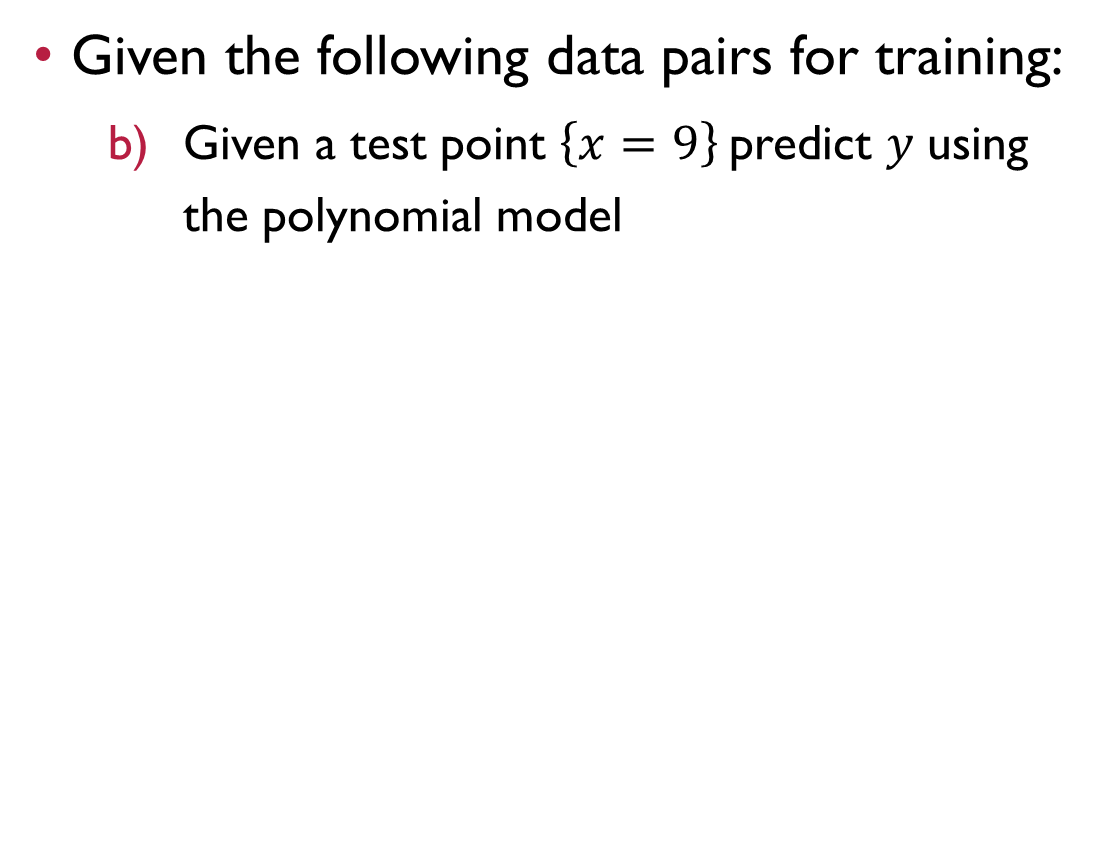 • Given the following data pairs for training:
b) Given a test point {𝑥 = 9} predict 𝑦 using
the polynomial model